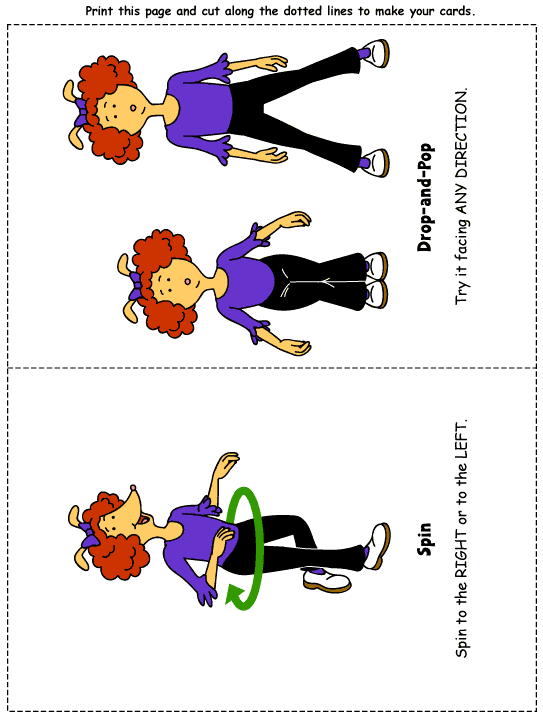 Print this page and cut along the dotted lines to make your cards.
Drop-and-Pop
Try it facing ANY DIRECTION.
Spin
Spin to the RIGHT or to the LEFT.